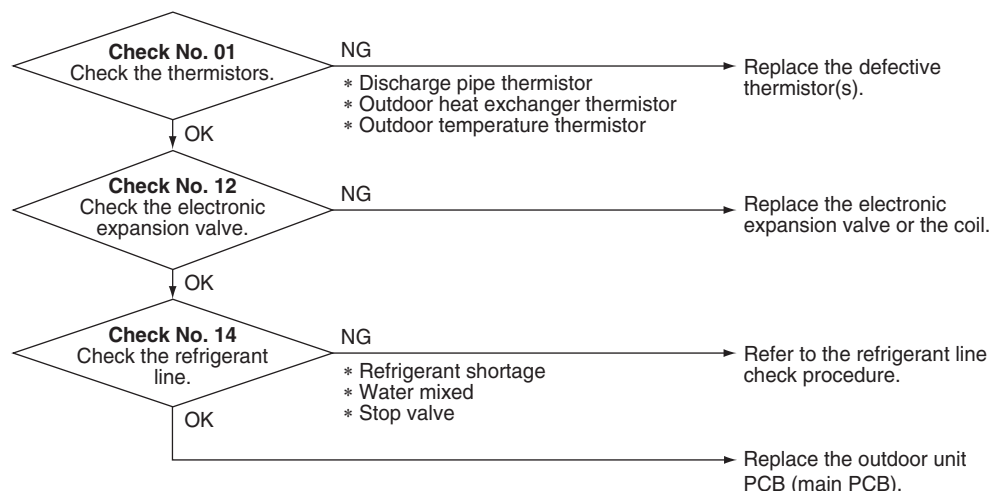 Check No. 01
Check the thermistors.
NG
∗ Discharge pipe thermistor
∗ Outdoor heat exchanger thermistor
∗ Outdoor temperature thermistor
Replace the defective
thermistor(s).
OK
Check No. 12
Check the electronic
expansion valve.
NG
Replace the electronic
expansion valve or the coil.
OK
Check No. 14
Check the refrigerant
line.
NG
∗ Refrigerant shortage
∗ Water mixed
∗ Stop valve
Refer to the refrigerant line
check procedure.
OK
Replace the outdoor unit
PCB (main PCB).